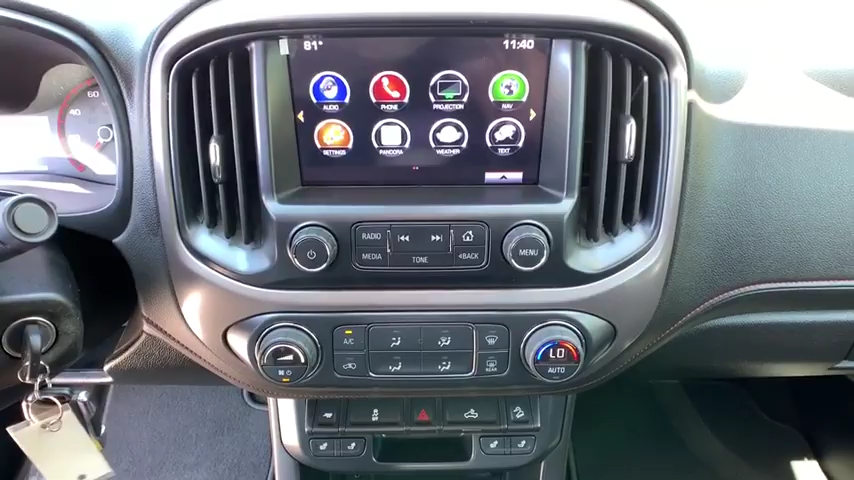 81° 11:40
AUDIO PHONE PROJECTION NAV
SETTINGS PANDORA WEATHER TEXT
60
40
RADIO
MEDIA TONE <BACK
MENU
A/C
REAR
LO
AUTO
OFF